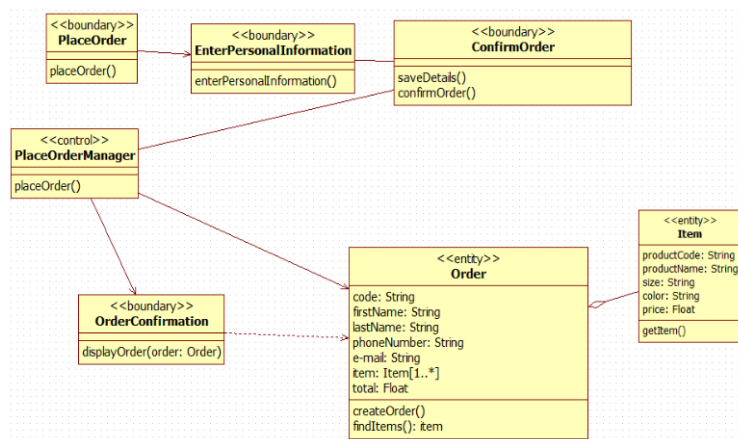 <<boundary>>
PlaceOrder
placeOrder()
<<boundary>>
EnterPersonalInformation
enterPersonalInformation()
<<boundary>>
ConfirmOrder
saveDetails()
confirmOrder()
<<control>>
PlaceOrderManager
placeOrder()
<<boundary>>
OrderConfirmation
displayOrder(order: Order)
<<entity>>
Order
code: String
firstName: String
lastName: String
phoneNumber: String
e-mail: String
item: Item[1..*]
total: Float
createOrder()
findItems(): item
<<entity>>
Item
productCode: String
productName: String
size: String
color: String
price: Float
getItem()